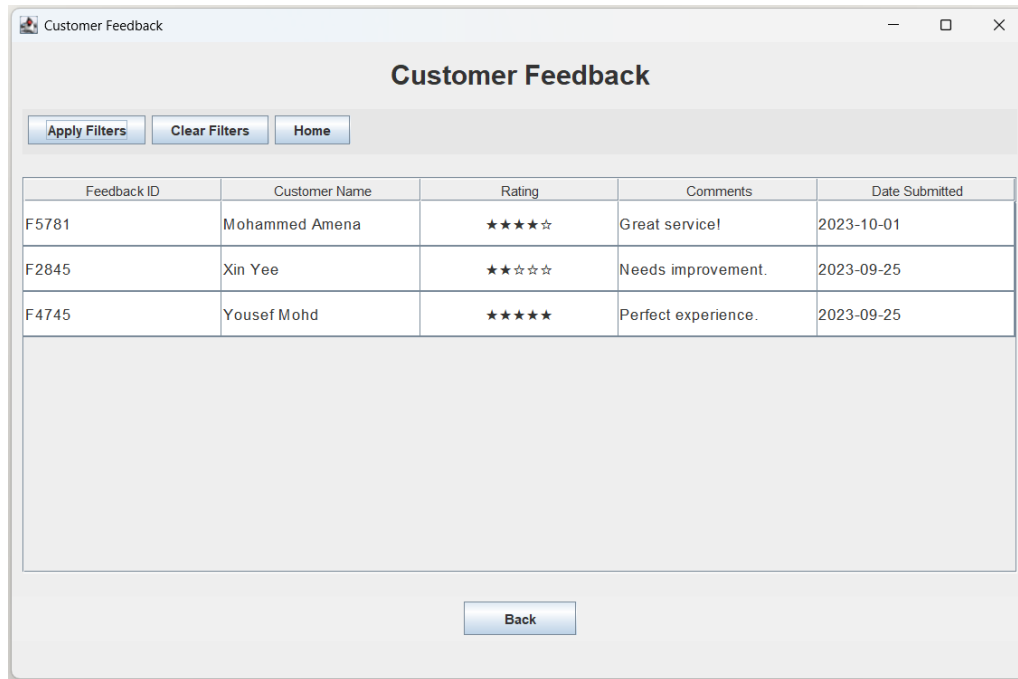 Customer Feedback
Customer Feedback
Apply Filters Clear Filters Home
Feedback ID Customer Name Rating Comments Date Submitted
F5781 Mohammed Amena ★★★★☆ Great service! 2023-10-01
F2845 Xin Yee ★★☆☆☆ Needs improvement. 2023-09-25
F4745 Yousef Mohd ★★★★★ Perfect experience. 2023-09-25
Back